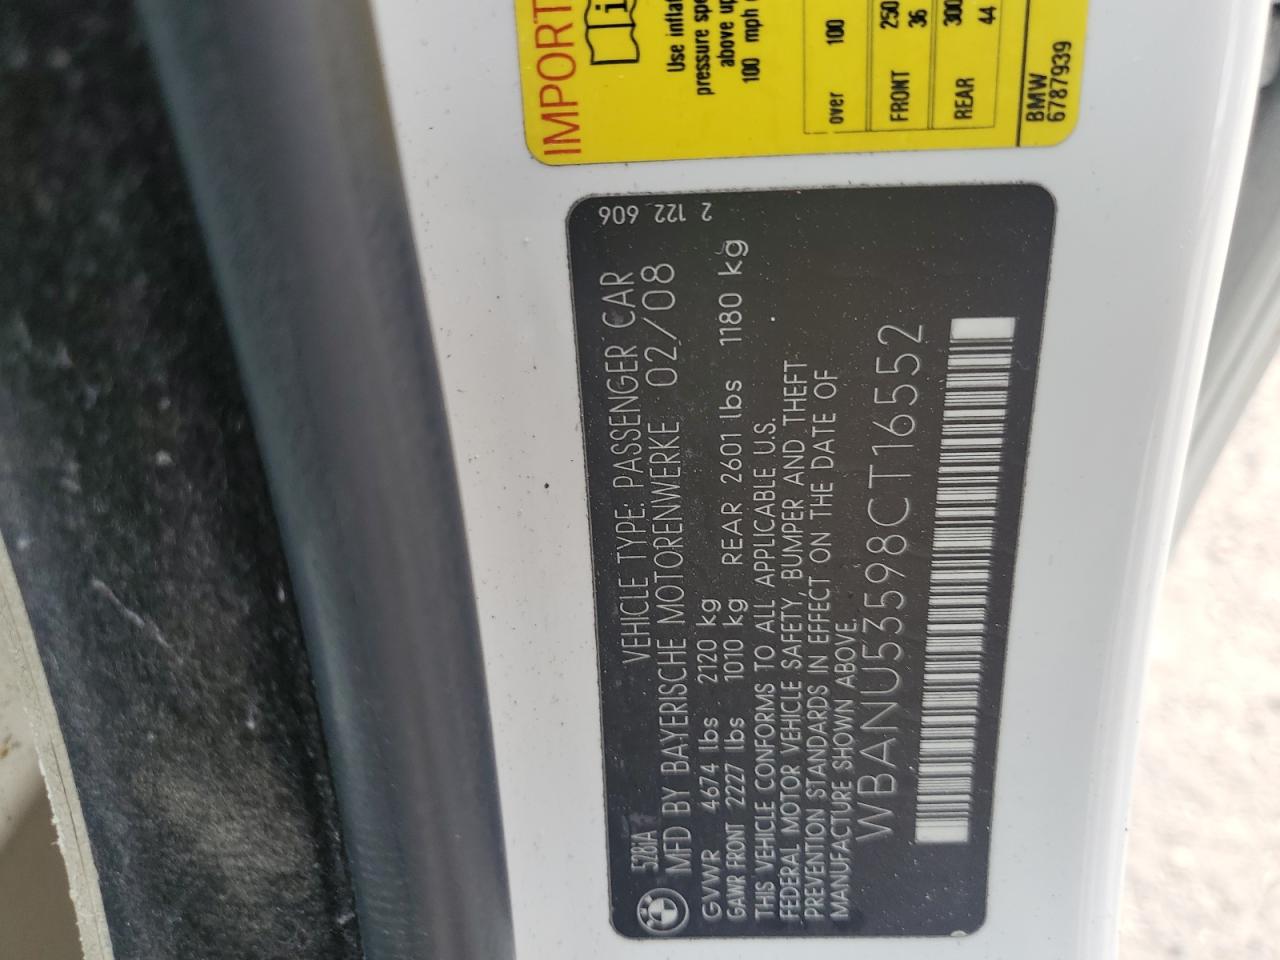 IMPORT
i
Use inflat
pressure spe
above up
100 mph
over 100
FRONT 250 36
REAR 300 44
BMW
6787939
2 122 606
528iA VEHICLE TYPE: PASSENGER CAR
MFD BY BAYERISCHE MOTORENWERKE 02/08
GVWR 4674 lbs 2120 kg
GAWR FRONT 2227 lbs 1010 kg REAR 2601 lbs 1180 kg
THIS VEHICLE CONFORMS TO ALL APPLICABLE U.S.
FEDERAL MOTOR VEHICLE SAFETY, BUMPER AND THEFT
PREVENTION STANDARDS IN EFFECT ON THE DATE OF
MANUFACTURE SHOWN ABOVE.
WBANU53598CT16552